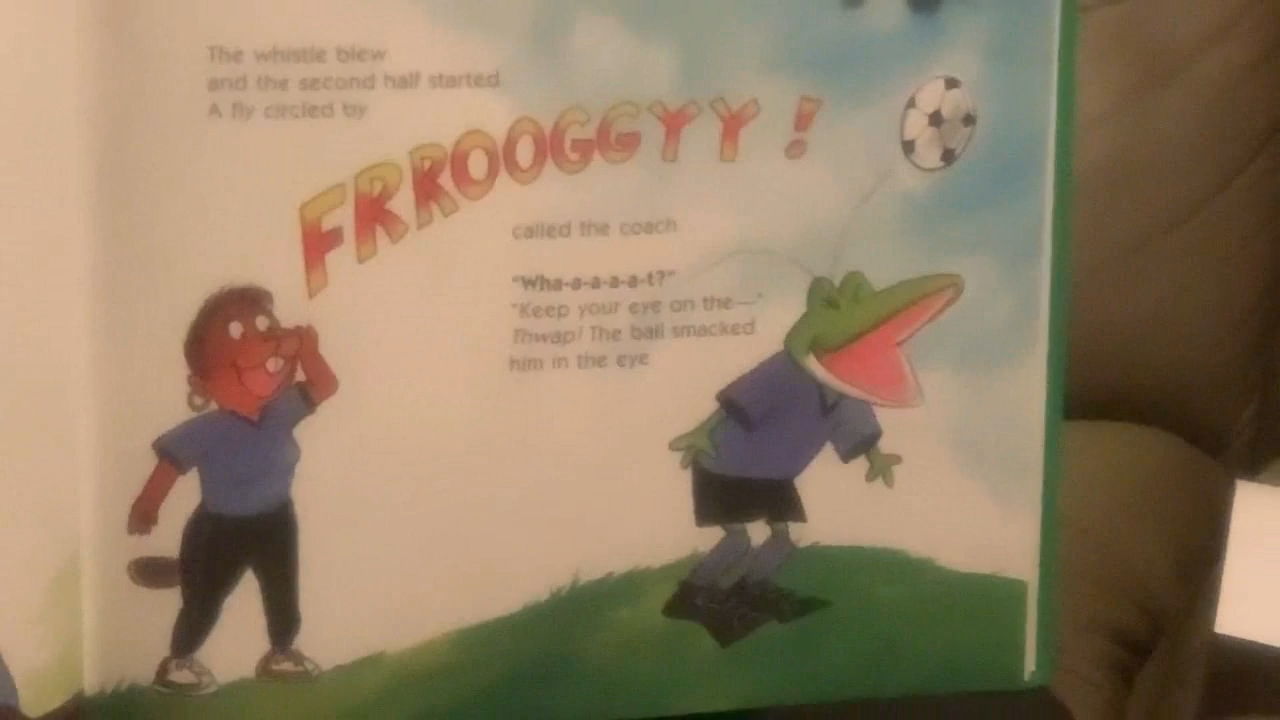 The whistle blew
and the second half started
A fly circled by
FRROOGGYY!
called the coach
"Wha-a-a-a-a-t?"
"Keep your eye on the—"
Thwap! The ball smacked
him in the eye